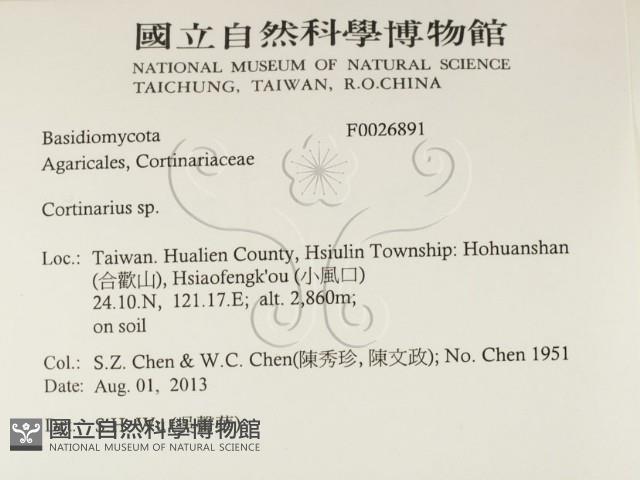 國立自然科學博物館
NATIONAL MUSEUM OF NATURAL SCIENCE
TAICHUNG, TAIWAN, R.O.CHINA
Basidiomycota F0026891
Agaricales, Cortinariaceae
Cortinarius sp.
Loc.: Taiwan. Hualien County, Hsiulin Township: Hohuanshan
(合歡山), Hsiaofengk'ou (小風口)
24.10.N, 121.17.E; alt. 2,860m;
on soil
Col.: S.Z. Chen & W.C. Chen(陳秀珍, 陳文政); No. Chen 1951
Date: Aug. 01, 2013
國立自然科學博物館
NATIONAL MUSEUM OF NATURAL SCIENCE